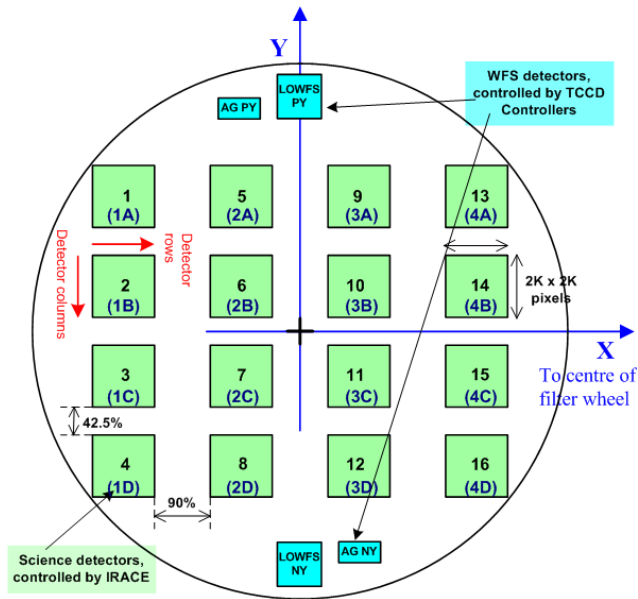 Y
LOWFS
PY
AG PY
WFS detectors,
controlled by TCCD
Controllers
1
(1A)
5
(2A)
9
(3A)
13
(4A)
Detector columns
Detector
rows
2
(1B)
6
(2B)
10
(3B)
14
(4B)
2K x 2K
pixels
X
To centre of
filter wheel
3
(1C)
7
(2C)
11
(3C)
15
(4C)
42.5%
4
(1D)
8
(2D)
12
(3D)
16
(4D)
90%
Science detectors,
controlled by IRACE
LOWFS
NY
AG NY